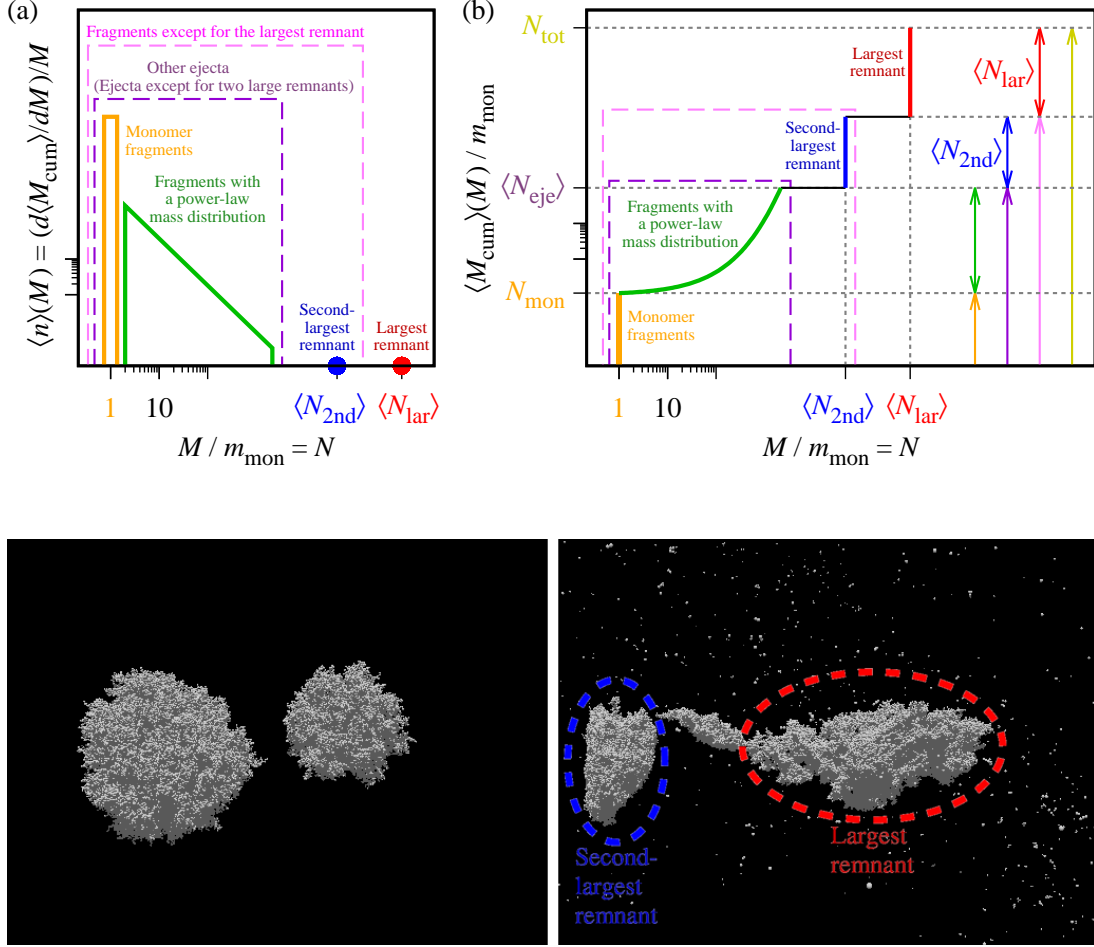 (a)
Fragments except for the largest remnant
Other ejecta
(Ejecta except for two large remnants)
Monomer
fragments
Fragments with
a power-law
mass distribution
Second-
largest
remnant
Largest
remnant
⟨n⟩(M) = (d⟨M_cum⟩/dM)/M
1
10
⟨N_2nd⟩
⟨N_lar⟩
M / m_mon = N
(b)
N_tot
⟨N_eje⟩
N_mon
⟨M_cum⟩(M) / m_mon
Largest
remnant
Second-
largest
remnant
Fragments with
a power-law
mass distribution
Monomer
fragments
⟨N_lar⟩
⟨N_2nd⟩
1
10
⟨N_2nd⟩
⟨N_lar⟩
M / m_mon = N
Second-
largest
remnant
Largest
remnant